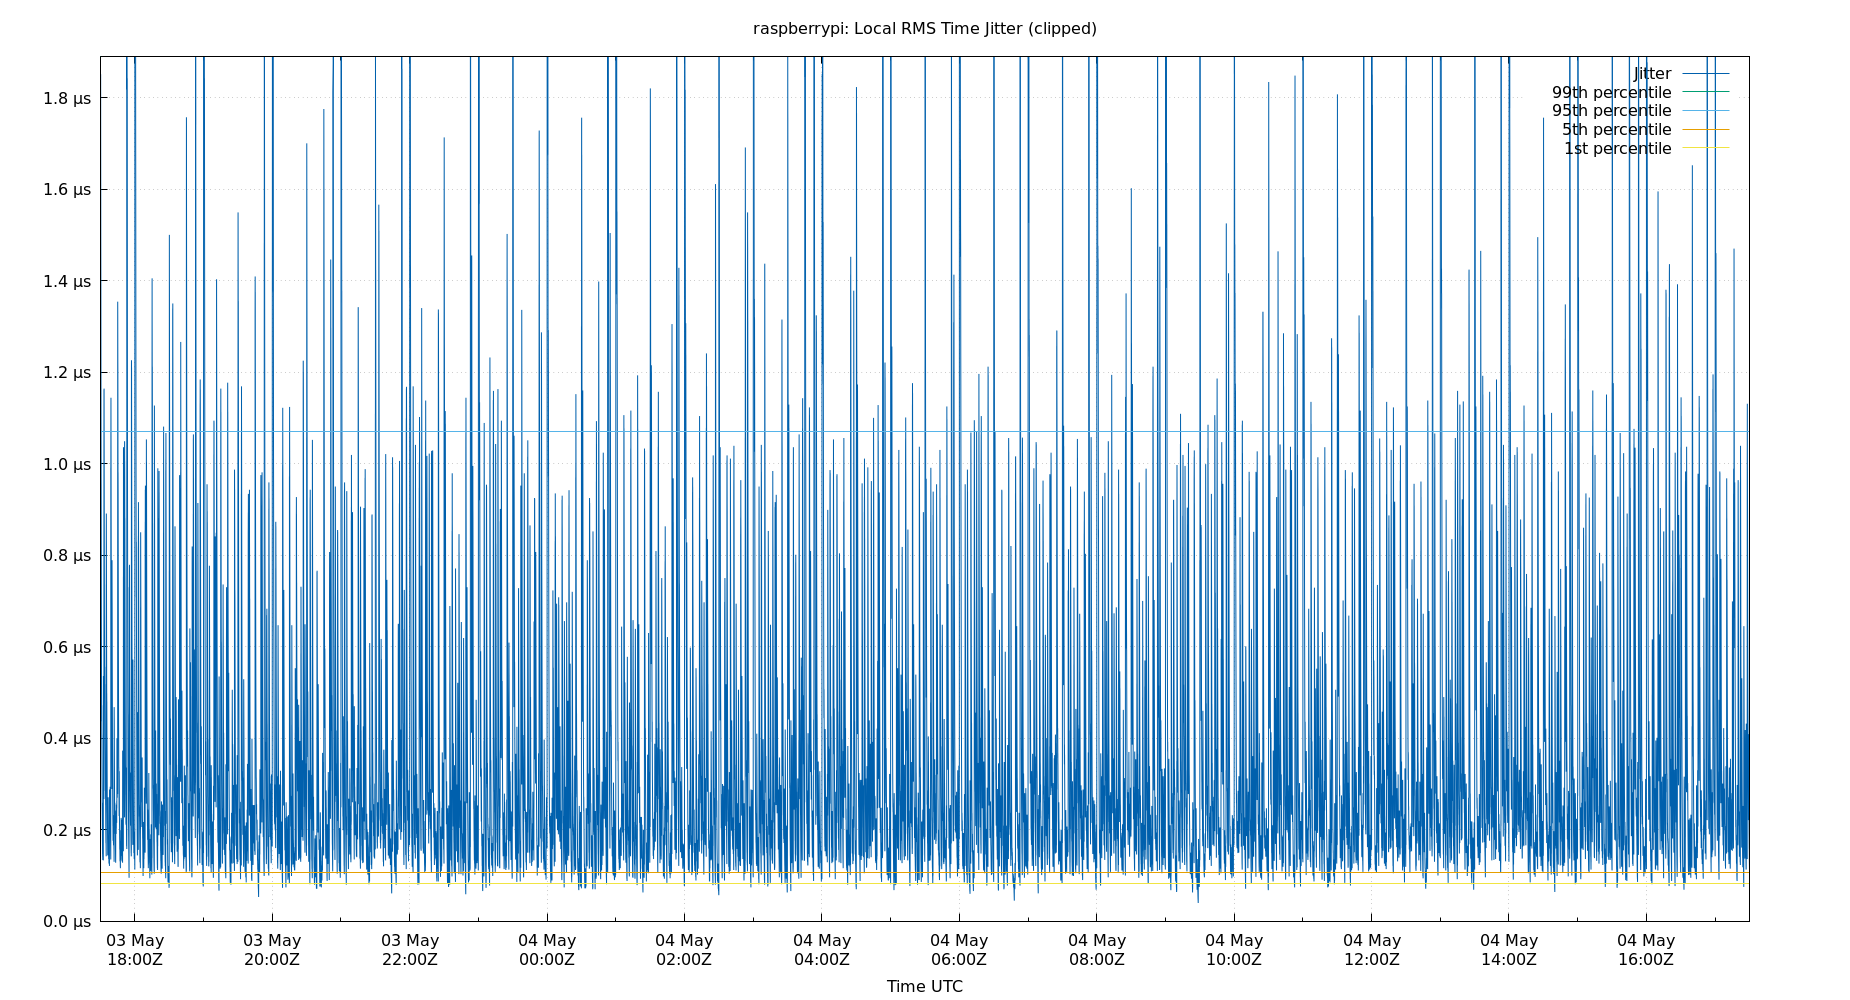 raspberrypi: Local RMS Time Jitter (clipped)
Jitter
99th percentile
95th percentile
5th percentile
1st percentile
1.8 µs
1.6 µs
1.4 µs
1.2 µs
1.0 µs
0.8 µs
0.6 µs
0.4 µs
0.2 µs
0.0 µs
03 May 03 May 03 May 04 May 04 May 04 May 04 May 04 May 04 May 04 May 04 May 04 May
18:00Z 20:00Z 22:00Z 00:00Z 02:00Z 04:00Z 06:00Z 08:00Z 10:00Z 12:00Z 14:00Z 16:00Z
Time UTC